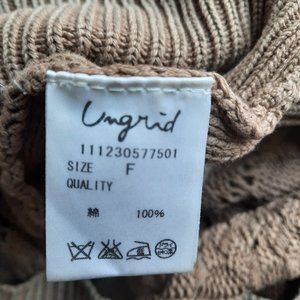 Ungrid
111230577501
SIZE F
QUALITY
綿 100%